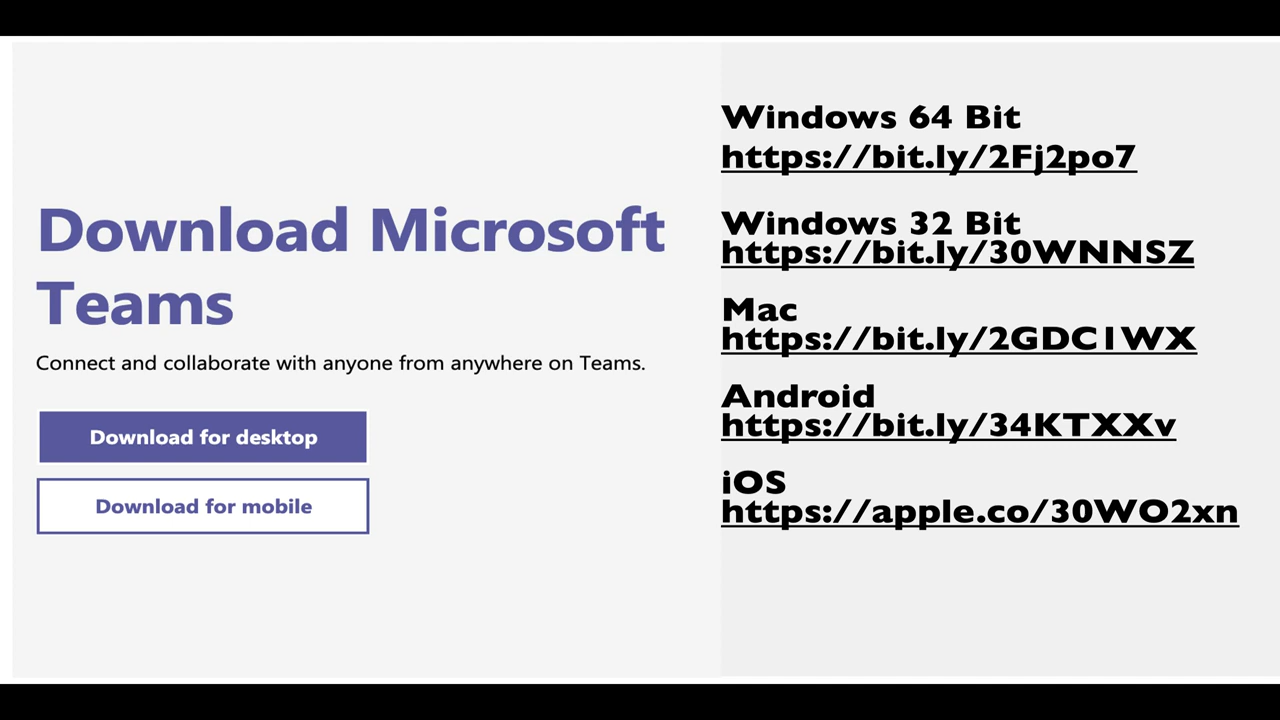 Download Microsoft
Teams
Connect and collaborate with anyone from anywhere on Teams.
Download for desktop
Download for mobile
Windows 64 Bit
https://bit.ly/2Fj2po7
Windows 32 Bit
https://bit.ly/30WNNSZ
Mac
https://bit.ly/2GDC1WX
Android
https://bit.ly/34KTXXv
iOS
https://apple.co/30WO2xn